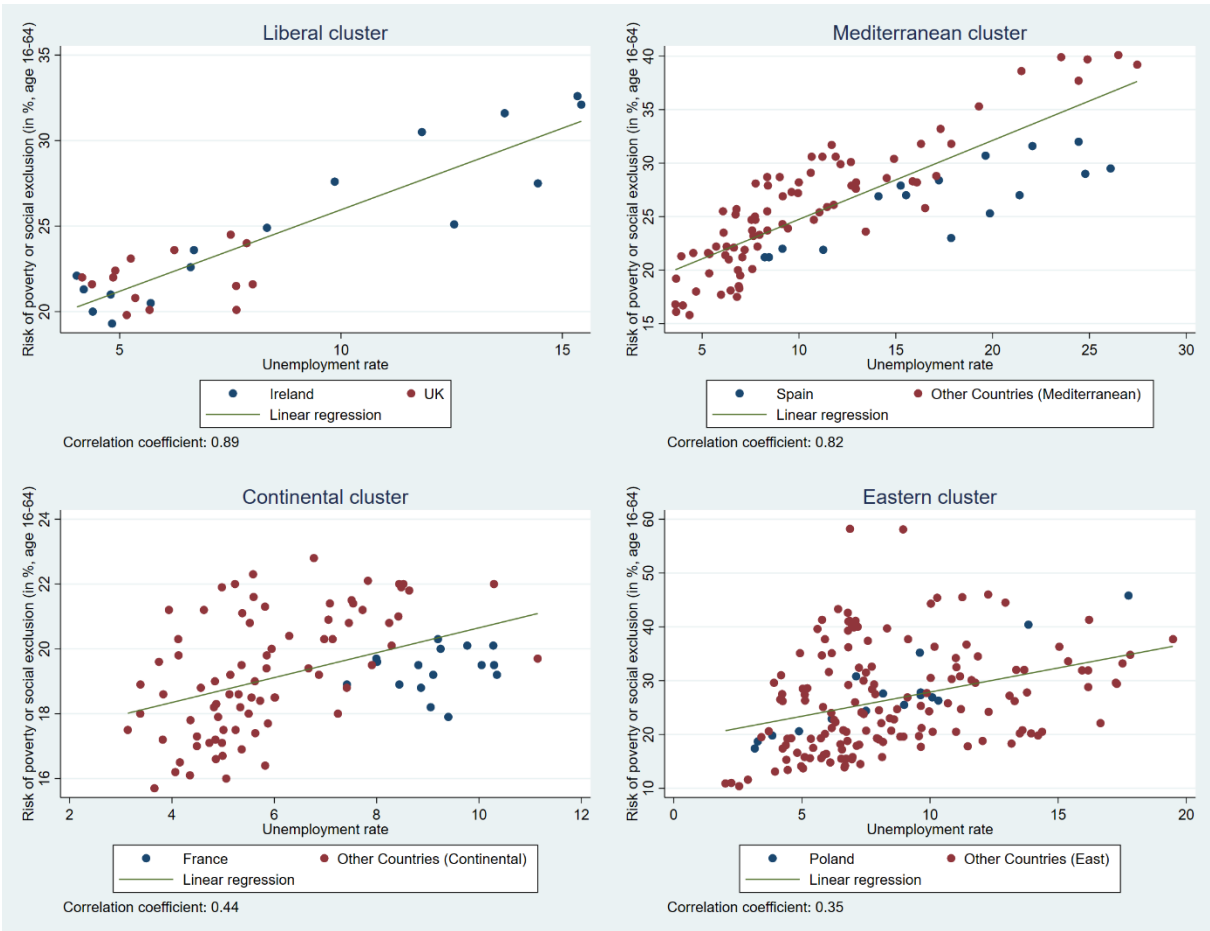 Liberal cluster
Risk of poverty or social exclusion (in %, age 16-64)
35
30
25
20
5 10 15
Unemployment rate
Ireland UK
Linear regression
Correlation coefficient: 0.89
Mediterranean cluster
Risk of poverty or social exclusion (in %, age 16-64)
40
35
30
25
20
15
5 10 15 20 25 30
Unemployment rate
Spain Other Countries (Mediterranean)
Linear regression
Correlation coefficient: 0.82
Continental cluster
Risk of poverty or social exclusion (in %, age 16-64)
24
22
20
18
16
2 4 6 8 10 12
Unemployment rate
France Other Countries (Continental)
Linear regression
Correlation coefficient: 0.44
Eastern cluster
Risk of poverty or social exclusion (in %, age 16-64)
60
50
40
30
20
10
0 5 10 15 20
Unemployment rate
Poland Other Countries (East)
Linear regression
Correlation coefficient: 0.35